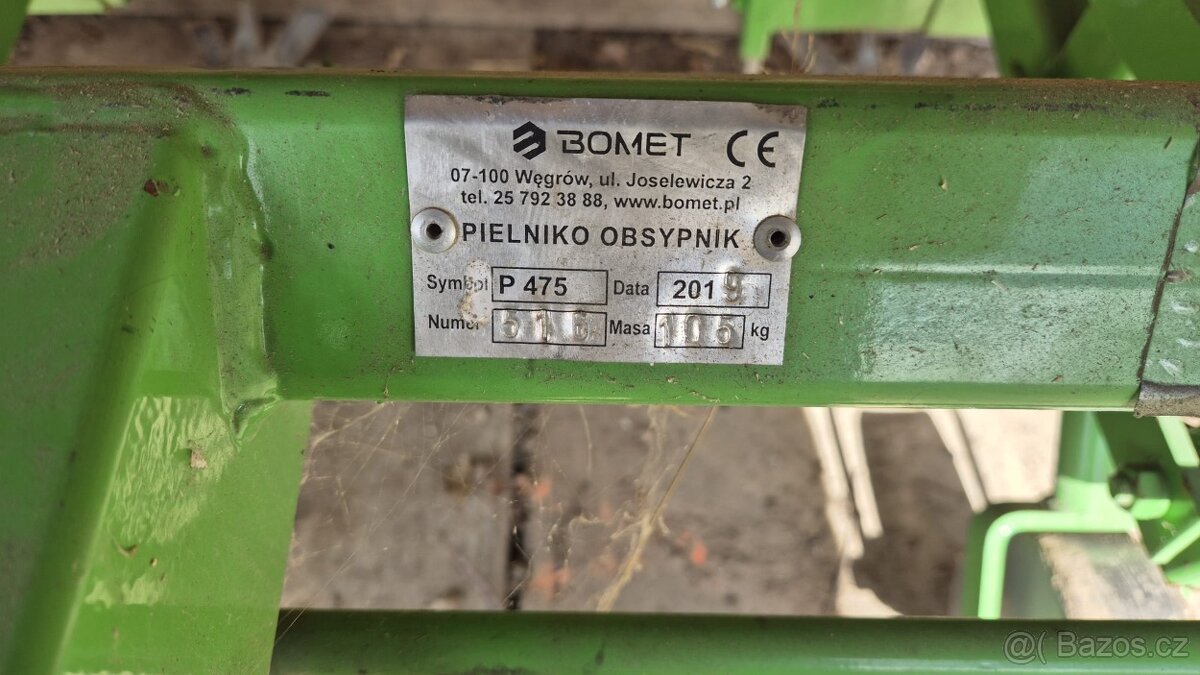 BOMET CE
07-100 Węgrów, ul. Joselewicza 2
tel. 25 792 38 88, www.bomet.pl
PIELNIKO OBSYPNIK
Symbol P 475 Data 2019
Numer 516 Masa 105 kg
@ Bazos.cz